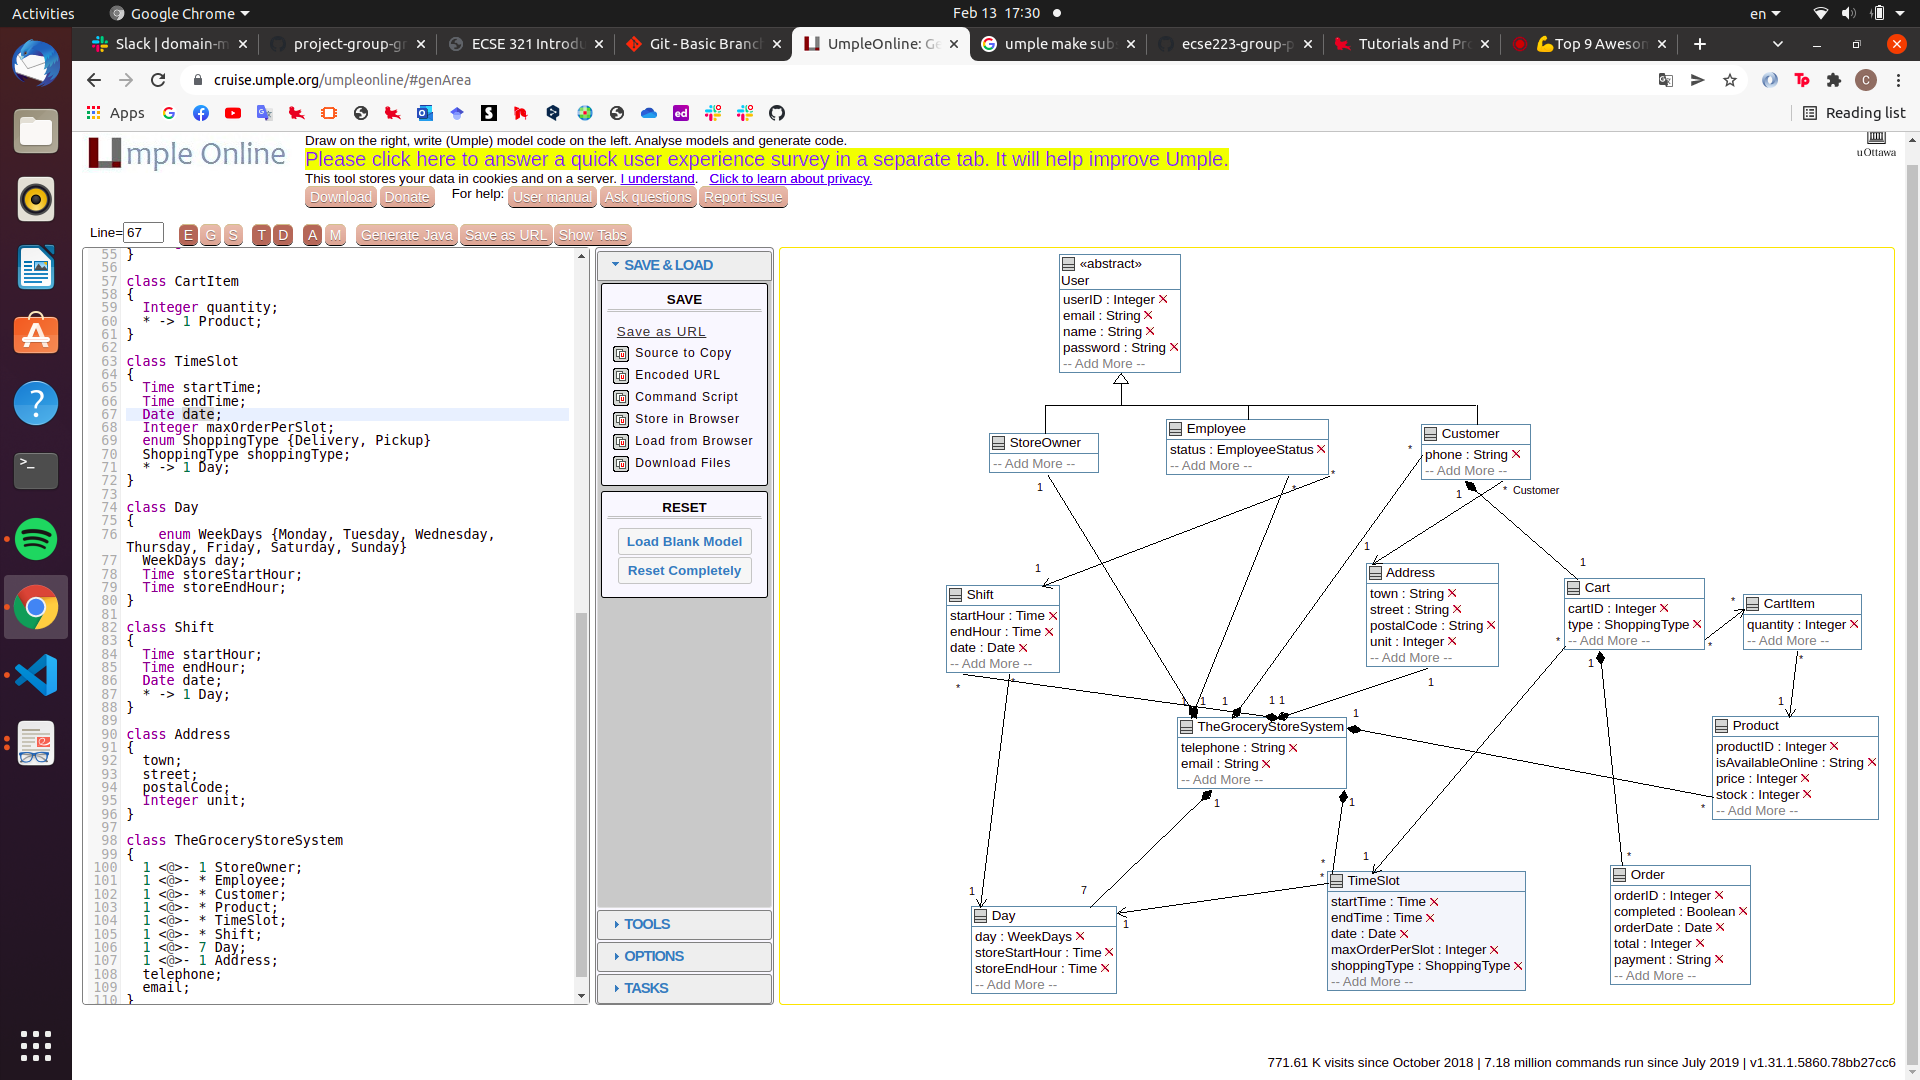 Activities
Google Chrome
Feb 13 17:30
en
Slack | domain-m
project-group-g
ECSE 321 Introdu
Git - Basic Branc
UmpleOnline: Ge
umple make sub
ecse223-group-p
Tutorials and Pr
💪Top 9 Aweson
cruise.umple.org/umpleonline/#genArea
Apps
Reading list
Umple Online
Draw on the right, write (Umple) model code on the left. Analyse models and generate code.
Please click here to answer a quick user experience survey in a separate tab. It will help improve Umple.
This tool stores your data in cookies and on a server. I understand. Click to learn about privacy.
Download Donate For help: User manual Ask questions Report issue
uOttawa
Line= 67 E G S T D A M Generate Java Save as URL Show Tabs
55 }
56
57 class CartItem
58 {
59 Integer quantity;
60 * -> 1 Product;
61 }
62
63 class TimeSlot
64 {
65 Time startTime;
66 Time endTime;
67 Date date;
68 Integer maxOrderPerSlot;
69 enum ShoppingType {Delivery, Pickup}
70 ShoppingType shoppingType;
71 * -> 1 Day;
72 }
73
74 class Day
75 {
76 enum WeekDays {Monday, Tuesday, Wednesday,
Thursday, Friday, Saturday, Sunday}
77 WeekDays day;
78 Time storeStartHour;
79 Time storeEndHour;
80 }
81
82 class Shift
83 {
84 Time startHour;
85 Time endHour;
86 Date date;
87 * -> 1 Day;
88 }
89
90 class Address
91 {
92 town;
93 street;
94 postalCode;
95 Integer unit;
96 }
97
98 class TheGroceryStoreSystem
99 {
100 1 <@>- 1 StoreOwner;
101 1 <@>- * Employee;
102 1 <@>- * Customer;
103 1 <@>- * Product;
104 1 <@>- * TimeSlot;
105 1 <@>- * Shift;
106 1 <@>- 7 Day;
107 1 <@>- 1 Address;
108 telephone;
109 email;
110 }
SAVE & LOAD
SAVE
Save as URL
Source to Copy
Encoded URL
Command Script
Store in Browser
Load from Browser
Download Files
RESET
Load Blank Model
Reset Completely
TOOLS
OPTIONS
TASKS
«abstract»
User
userID : Integer
email : String
name : String
password : String
-- Add More --
StoreOwner
-- Add More --
1
Employee
status : EmployeeStatus
-- Add More --
*
*
Customer
phone : String
-- Add More --
*
1
* Customer
Shift
startHour : Time
endHour : Time
date : Date
-- Add More --
1
*
*
Address
town : String
street : String
postalCode : String
unit : Integer
-- Add More --
1
1
Cart
cartID : Integer
type : ShoppingType
-- Add More --
1
*
*
1
CartItem
quantity : Integer
-- Add More --
*
*
TheGroceryStoreSystem
telephone : String
email : String
-- Add More --
1
1
1
1
1
1
1
1
Product
productID : Integer
isAvailableOnline : String
price : Integer
stock : Integer
-- Add More --
1
*
Day
day : WeekDays
storeStartHour : Time
storeEndHour : Time
-- Add More --
1
7
1
TimeSlot
startTime : Time
endTime : Time
date : Date
maxOrderPerSlot : Integer
shoppingType : ShoppingType
-- Add More --
*
*
1
Order
orderID : Integer
completed : Boolean
orderDate : Date
total : Integer
payment : String
-- Add More --
*
771.61 K visits since October 2018 | 7.18 million commands run since July 2019 | v1.31.1.5860.78bb27cc6